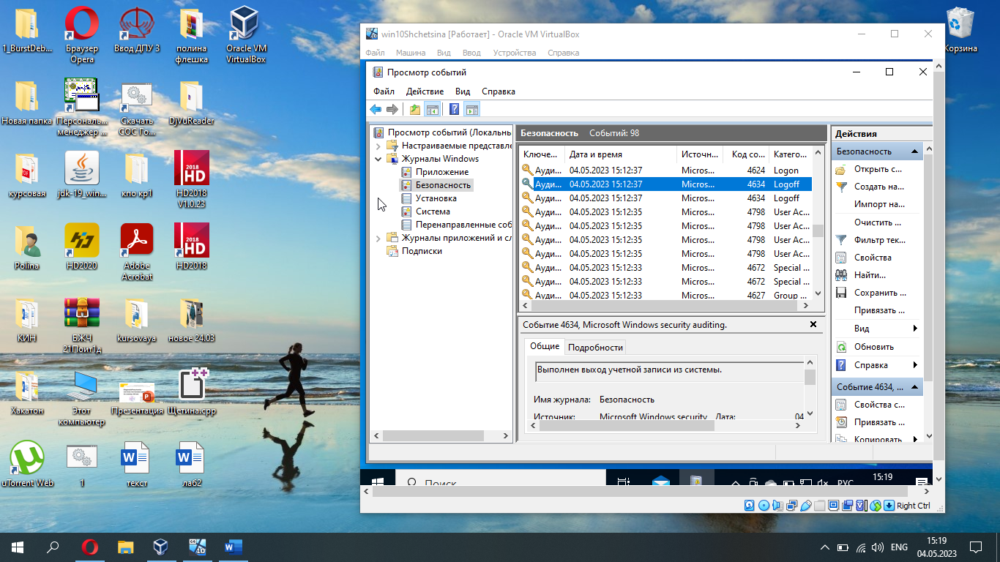 1_BurstDeb...
Браузер
Opera
Ввод ДПУ 3
полина
флешка
Oracle VM
VirtualBox
Корзина
Новая папка
Персональ...
менеджер ...
Скачать
СОС Го...
DjVuReader
курсовая
jdk-19_win...
кпо кр1
2018
HD
HD2018
V1.0.23
Polina
HD2020
Adobe
Acrobat
2018
HD
HD2018
КИН
БЖЧ
21Поит1д
kursovaya
новое 24.03
Хакатон
Этот
компьютер
Презентация
Щетина.cpp
uTorrent Web
1
текст
лаб2
win10Shchetsina [Работает] - Oracle VM VirtualBox
Файл Машина Вид Ввод Устройства Справка
Просмотр событий
Файл Действие Вид Справка
Просмотр событий (Локальнь
Настраиваемые представле
Журналы Windows
Приложение
Безопасность
Установка
Система
Перенаправленные соб
Журналы приложений и сл
Подписки
Безопасность Событий: 98
Ключе... Дата и время Источн... Код со... Катего...
Ауди... 04.05.2023 15:12:37 Micros... 4624 Logon
Ауди... 04.05.2023 15:12:37 Micros... 4634 Logoff
Ауди... 04.05.2023 15:12:37 Micros... 4634 Logoff
Ауди... 04.05.2023 15:12:35 Micros... 4798 User Ac...
Ауди... 04.05.2023 15:12:35 Micros... 4798 User Ac...
Ауди... 04.05.2023 15:12:35 Micros... 4798 User Ac...
Ауди... 04.05.2023 15:12:35 Micros... 4798 User Ac...
Ауди... 04.05.2023 15:12:33 Micros... 4672 Special ...
Ауди... 04.05.2023 15:12:33 Micros... 4672 Special ...
Ауди... 04.05.2023 15:12:33 Micros... 4627 Group ...
Событие 4634, Microsoft Windows security auditing.
Общие Подробности
Выполнен выход учетной записи из системы.
Имя журнала: Безопасность
Источник: Microsoft Windows security Дата: 04
Действия
Безопасность
Открыть с...
Создать на...
Импорт на...
Очистить ...
Фильтр тек...
Свойства
Найти...
Сохранить ...
Привязать ...
Вид
Обновить
Справка
Событие 4634, ...
Свойства с...
Привязать ...
Копировать
Поиск
РУС
15:19
Right Ctrl
ENG
15:19
04.05.2023